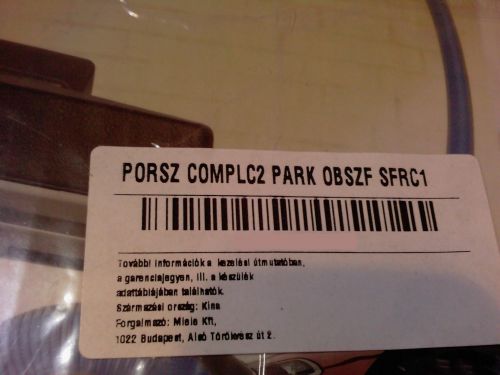 PORSZ COMPLC2 PARK OBSZF SFRC1
További információk a kezelési útmutatóban,
a garanciajegyen, ill. a készülék
adattáblájában találhatók.
Származási ország: Kína
Forgalmazó: Miele Kft,
1022 Budapest, Alsó Törökvész út 2.